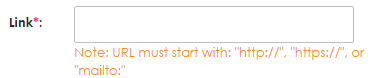 Link*:
Note: URL must start with: "http://", "https://", or
"mailto:"